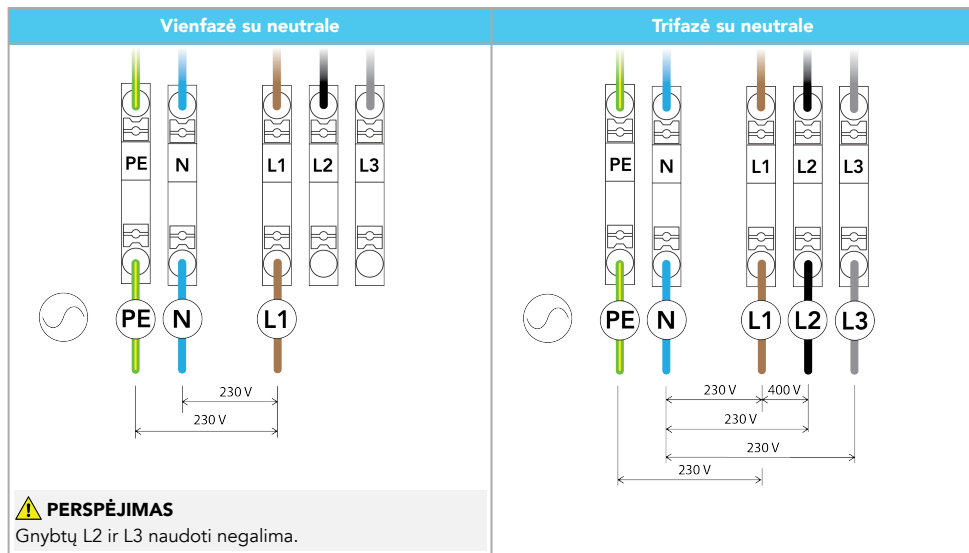 Vienfazė su neutrale
PE N L1 L2 L3
PE N L1
230 V
230 V
PERSPĖJIMAS
Gnybtų L2 ir L3 naudoti negalima.
Trifazė su neutrale
PE N L1 L2 L3
PE N L1 L2 L3
230 V 400 V
230 V
230 V
230 V